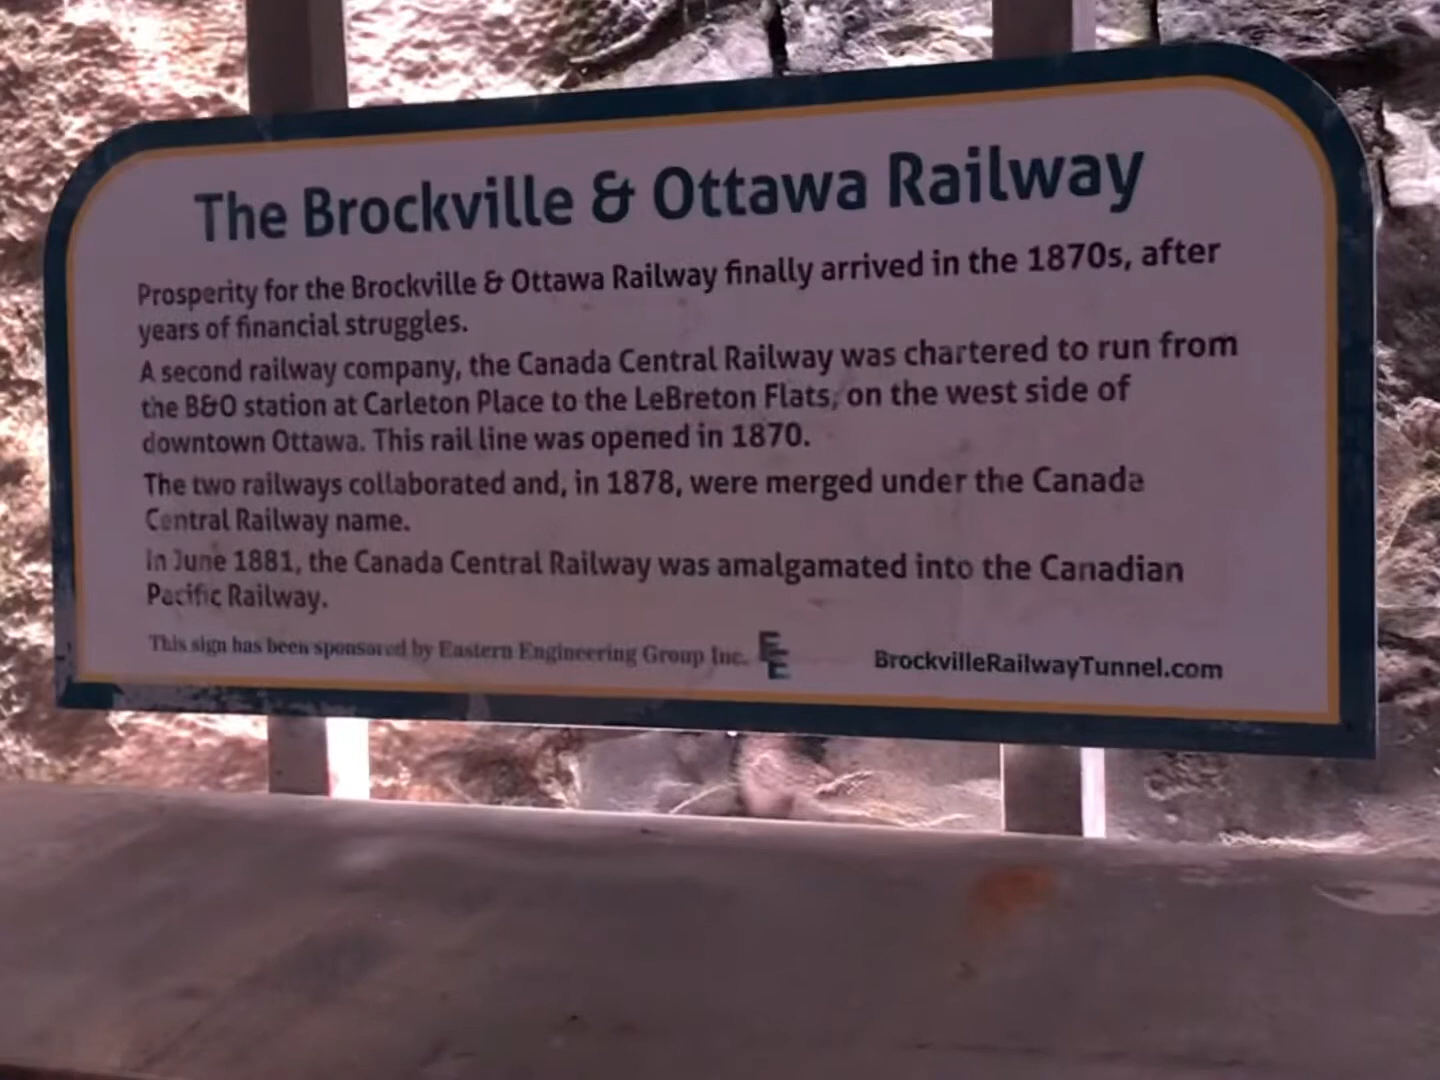 The Brockville & Ottawa Railway
Prosperity for the Brockville & Ottawa Railway finally arrived in the 1870s, after
years of financial struggles.
A second railway company, the Canada Central Railway was chartered to run from
the B&O station at Carleton Place to the LeBreton Flats, on the west side of
downtown Ottawa. This rail line was opened in 1870.
The two railways collaborated and, in 1878, were merged under the Canada
Central Railway name.
In June 1881, the Canada Central Railway was amalgamated into the Canadian
Pacific Railway.
This sign has been sponsored by Eastern Engineering Group Inc. EE
BrockvilleRailwayTunnel.com